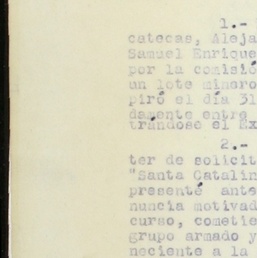 1.-
catecas, Aleja
Samuel Enrique
por la comisió
un lote minero
piró el día 31
damente entre
trándose el Ex
2.-
ter de solicit
"Santa Catalin
presenté ante
nuncia motivad
curso, cometie
grupo armado y
neciente a la